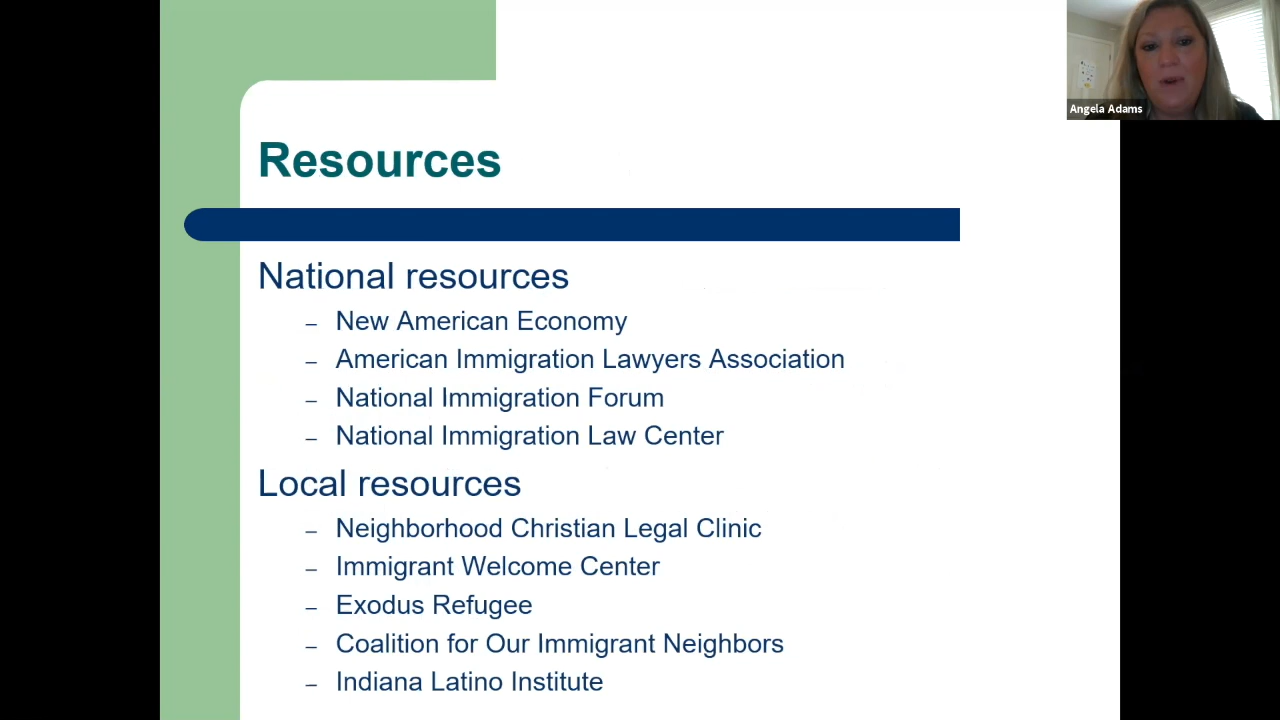 Angela Adams
Resources
National resources
– New American Economy
– American Immigration Lawyers Association
– National Immigration Forum
– National Immigration Law Center
Local resources
– Neighborhood Christian Legal Clinic
– Immigrant Welcome Center
– Exodus Refugee
– Coalition for Our Immigrant Neighbors
– Indiana Latino Institute